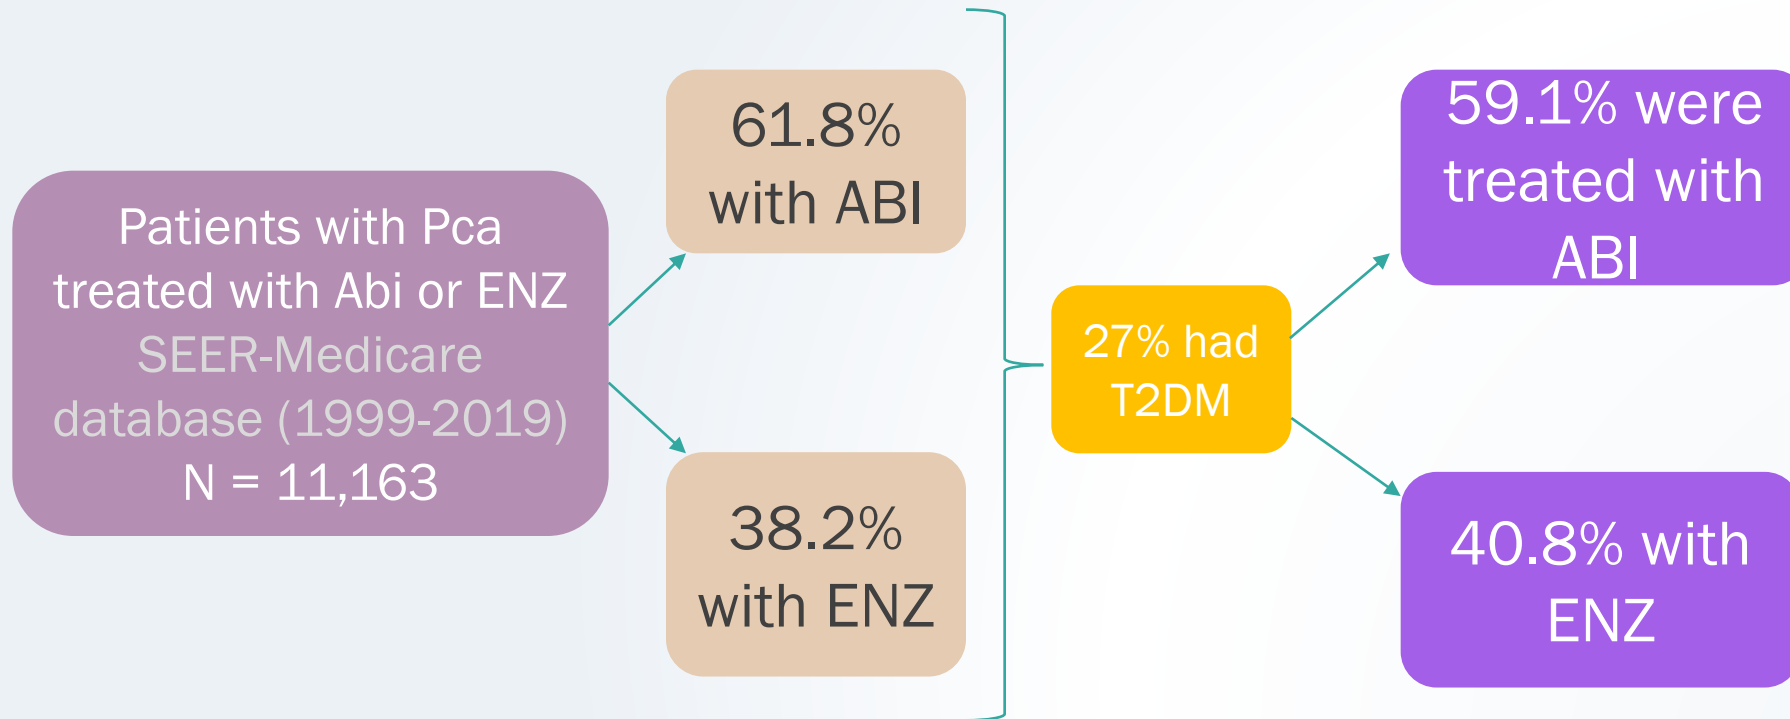 Patients with Pca
treated with Abi or ENZ
SEER-Medicare
database (1999-2019)
N = 11,163
61.8%
with ABI
38.2%
with ENZ
27% had
T2DM
59.1% were
treated with
ABI
40.8% with
ENZ